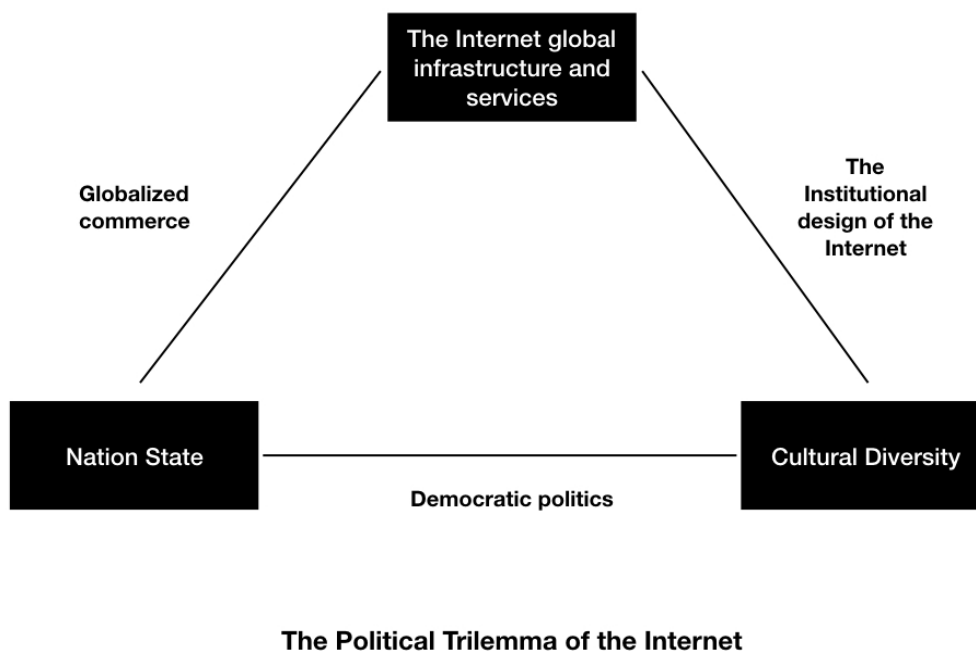 The Internet global
infrastructure and
services
Globalized
commerce
The
Institutional
design of the
Internet
Nation State
Cultural Diversity
Democratic politics
The Political Trilemma of the Internet